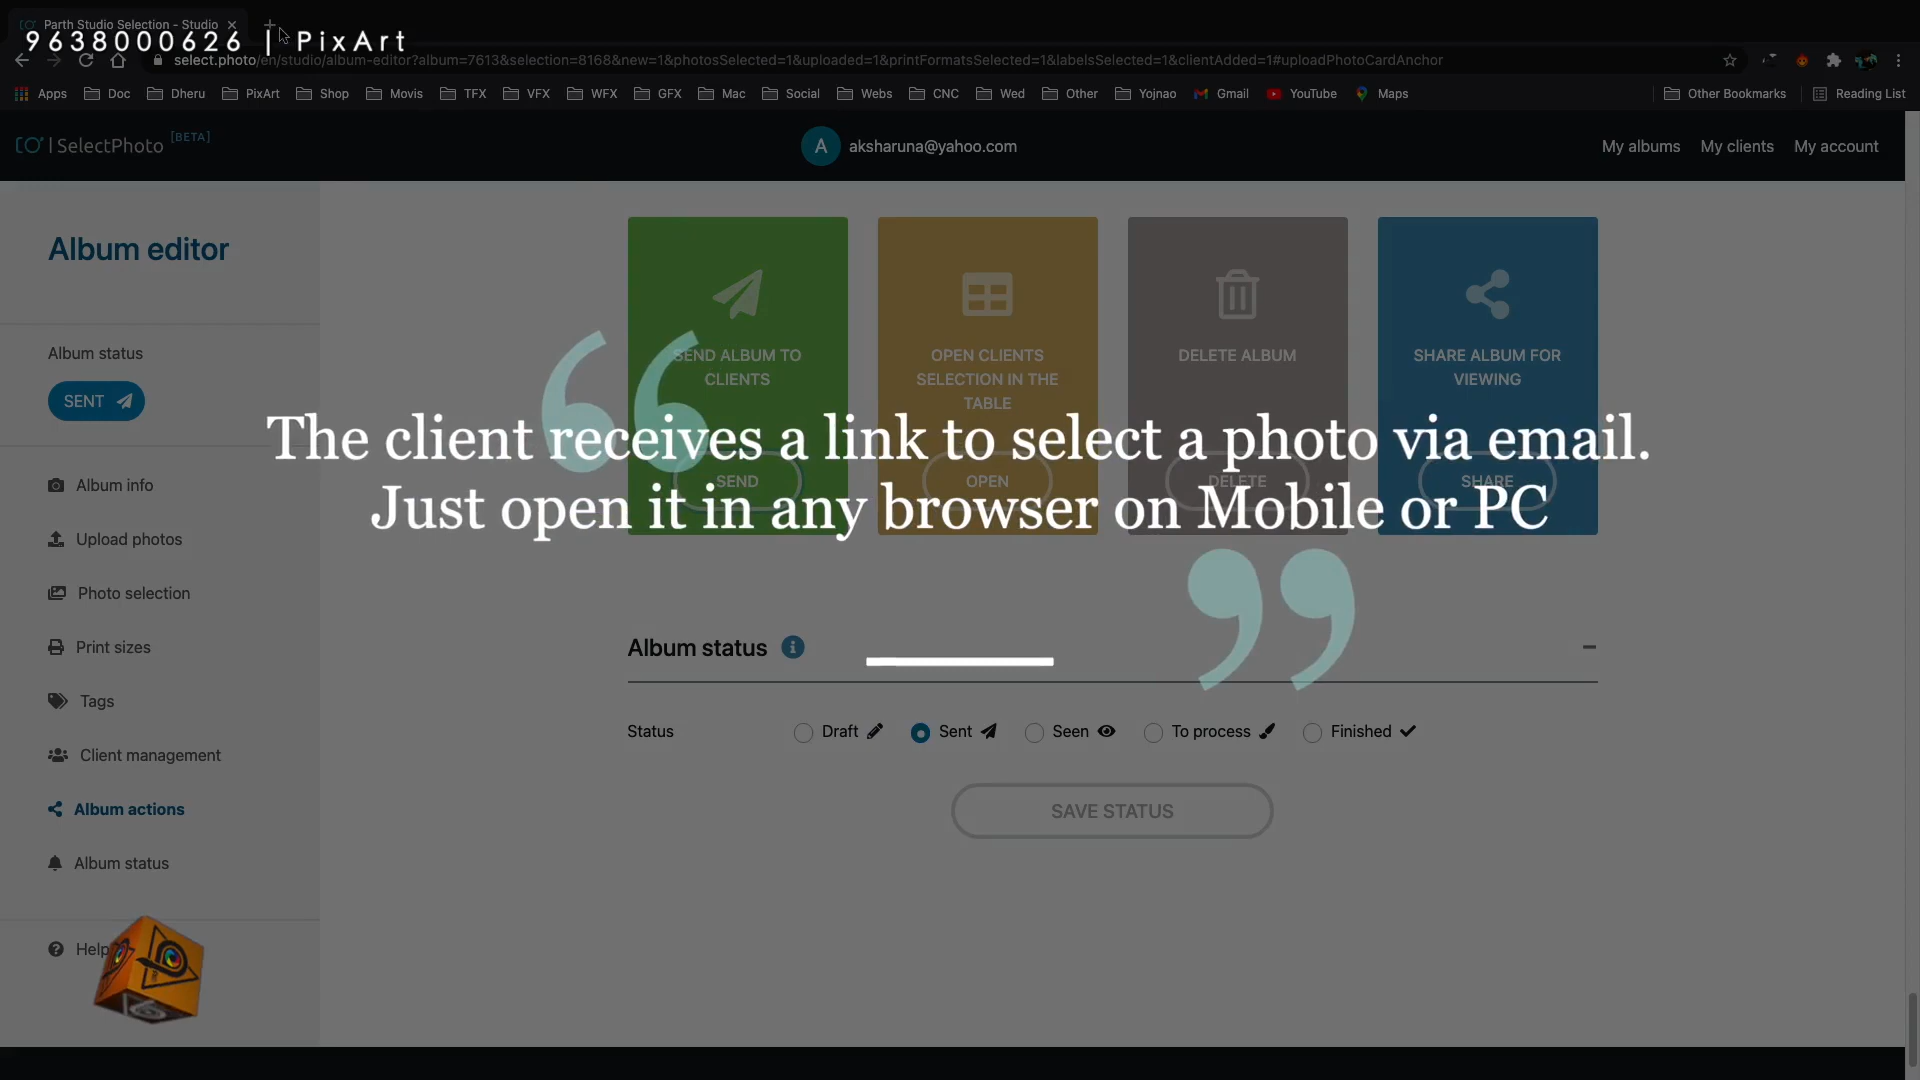 Parth Studio Selection - Studio
9638000626 | PixArt
select.photo/en/studio/album-editor?album=7613&selection=8168&new=1&photosSelected=1&uploaded=1&printFormatsSelected=1&labelsSelected=1&clientAdded=1#uploadPhotoCardAnchor
Apps Doc Dheru PixArt Shop Movis TFX VFX WFX GFX Mac Social Webs CNC Wed Other Yojnao Gmail YouTube Maps Other Bookmarks Reading List
SelectPhoto [BETA]
A aksharuna@yahoo.com
My albums My clients My account
Album editor
Album status
SENT
Album info
Upload photos
Photo selection
Print sizes
Tags
Client management
Album actions
Album status
Help
SEND ALBUM TO
CLIENTS
SEND
OPEN CLIENTS
SELECTION IN THE
TABLE
OPEN
DELETE ALBUM
DELETE
SHARE ALBUM FOR
VIEWING
SHARE
“
The client receives a link to select a photo via email.
Just open it in any browser on Mobile or PC
”
Album status
Status Draft Sent Seen To process Finished
SAVE STATUS